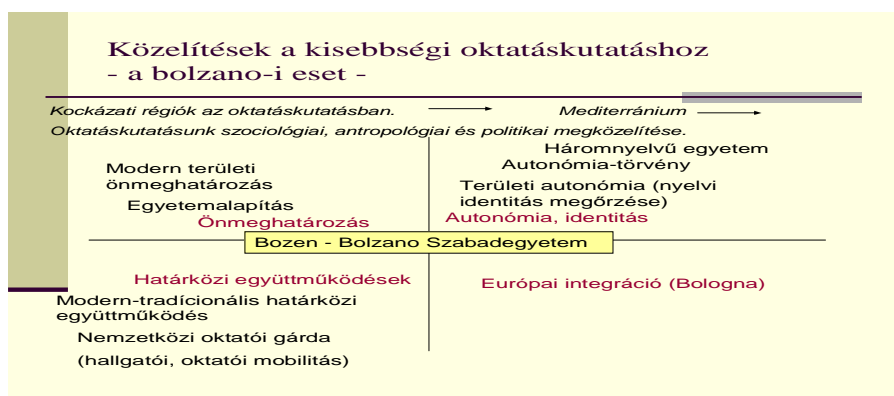 Közelítések a kisebbségi oktatáskutatáshoz
- a bolzano-i eset -
Kockázati régiók az oktatáskutatásban. Mediterránium
Oktatáskutatásunk szociológiai, antropológiai és politikai megközelítése.
Modern területi
önmeghatározás
Egyetemalapítás
Önmeghatározás
Háromnyelvű egyetem
Autonómia-törvény
Területi autonómia (nyelvi
identitás megőrzése)
Autonómia, identitás
Bozen - Bolzano Szabadegyetem
Határközi együttműködések
Modern-tradícionális határközi
együttműködés
Nemzetközi oktatói gárda
(hallgatói, oktatói mobilitás)
Európai integráció (Bologna)